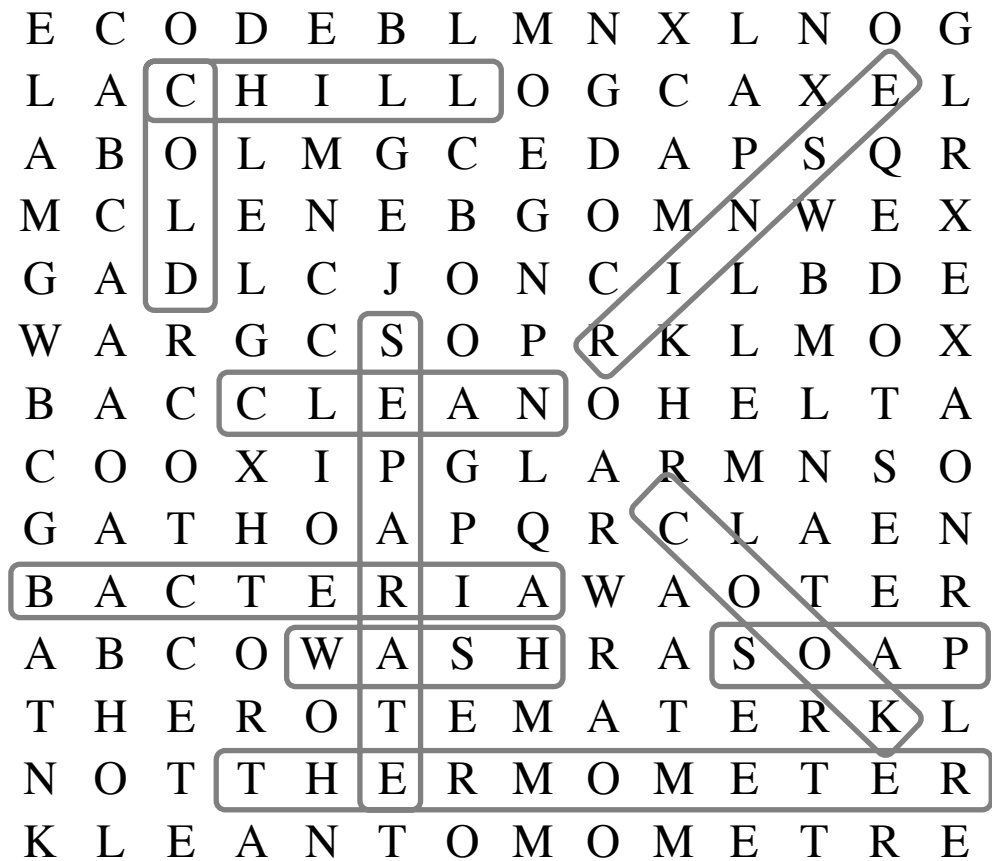 E C O D E B L M N X L N O G
L A C H I L L O G C A X E L
A B O L M G C E D A P S Q R
M C L E N E B G O M N W E X
G A D L C J O N C I L B D E
W A R G C S O P R K L M O X
B A C C L E A N O H E L T A
C O O X I P G L A R M N S O
G A T H O A P Q R C L A E N
B A C T E R I A W A O T E R
A B C O W A S H R A S O A P
T H E R O T E M A T E R K L
N O T T H E R M O M E T E R
K L E A N T O M O M E T R E